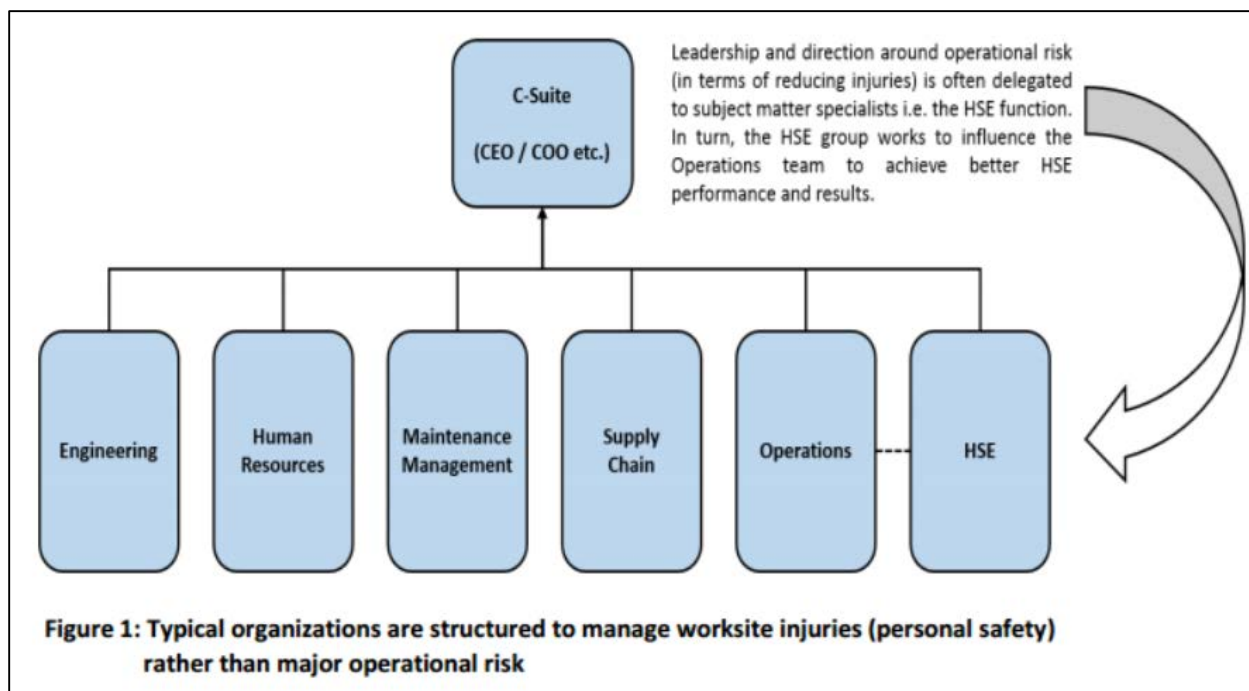 C-Suite
(CEO / COO etc.)
Leadership and direction around operational risk
(in terms of reducing injuries) is often delegated
to subject matter specialists i.e. the HSE function.
In turn, the HSE group works to influence the
Operations team to achieve better HSE
performance and results.
Engineering
Human
Resources
Maintenance
Management
Supply
Chain
Operations
HSE
Figure 1: Typical organizations are structured to manage worksite injuries (personal safety)
rather than major operational risk